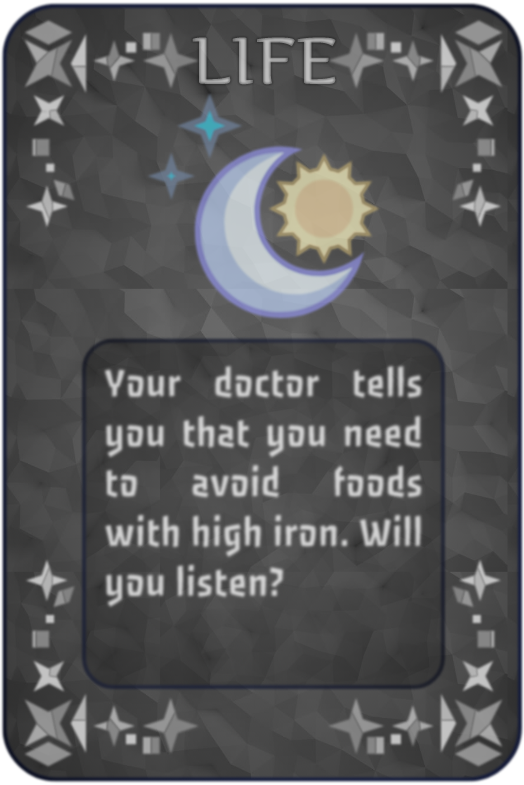 LIFE
Your doctor tells
you that you need
to avoid foods
with high iron. Will
you listen?